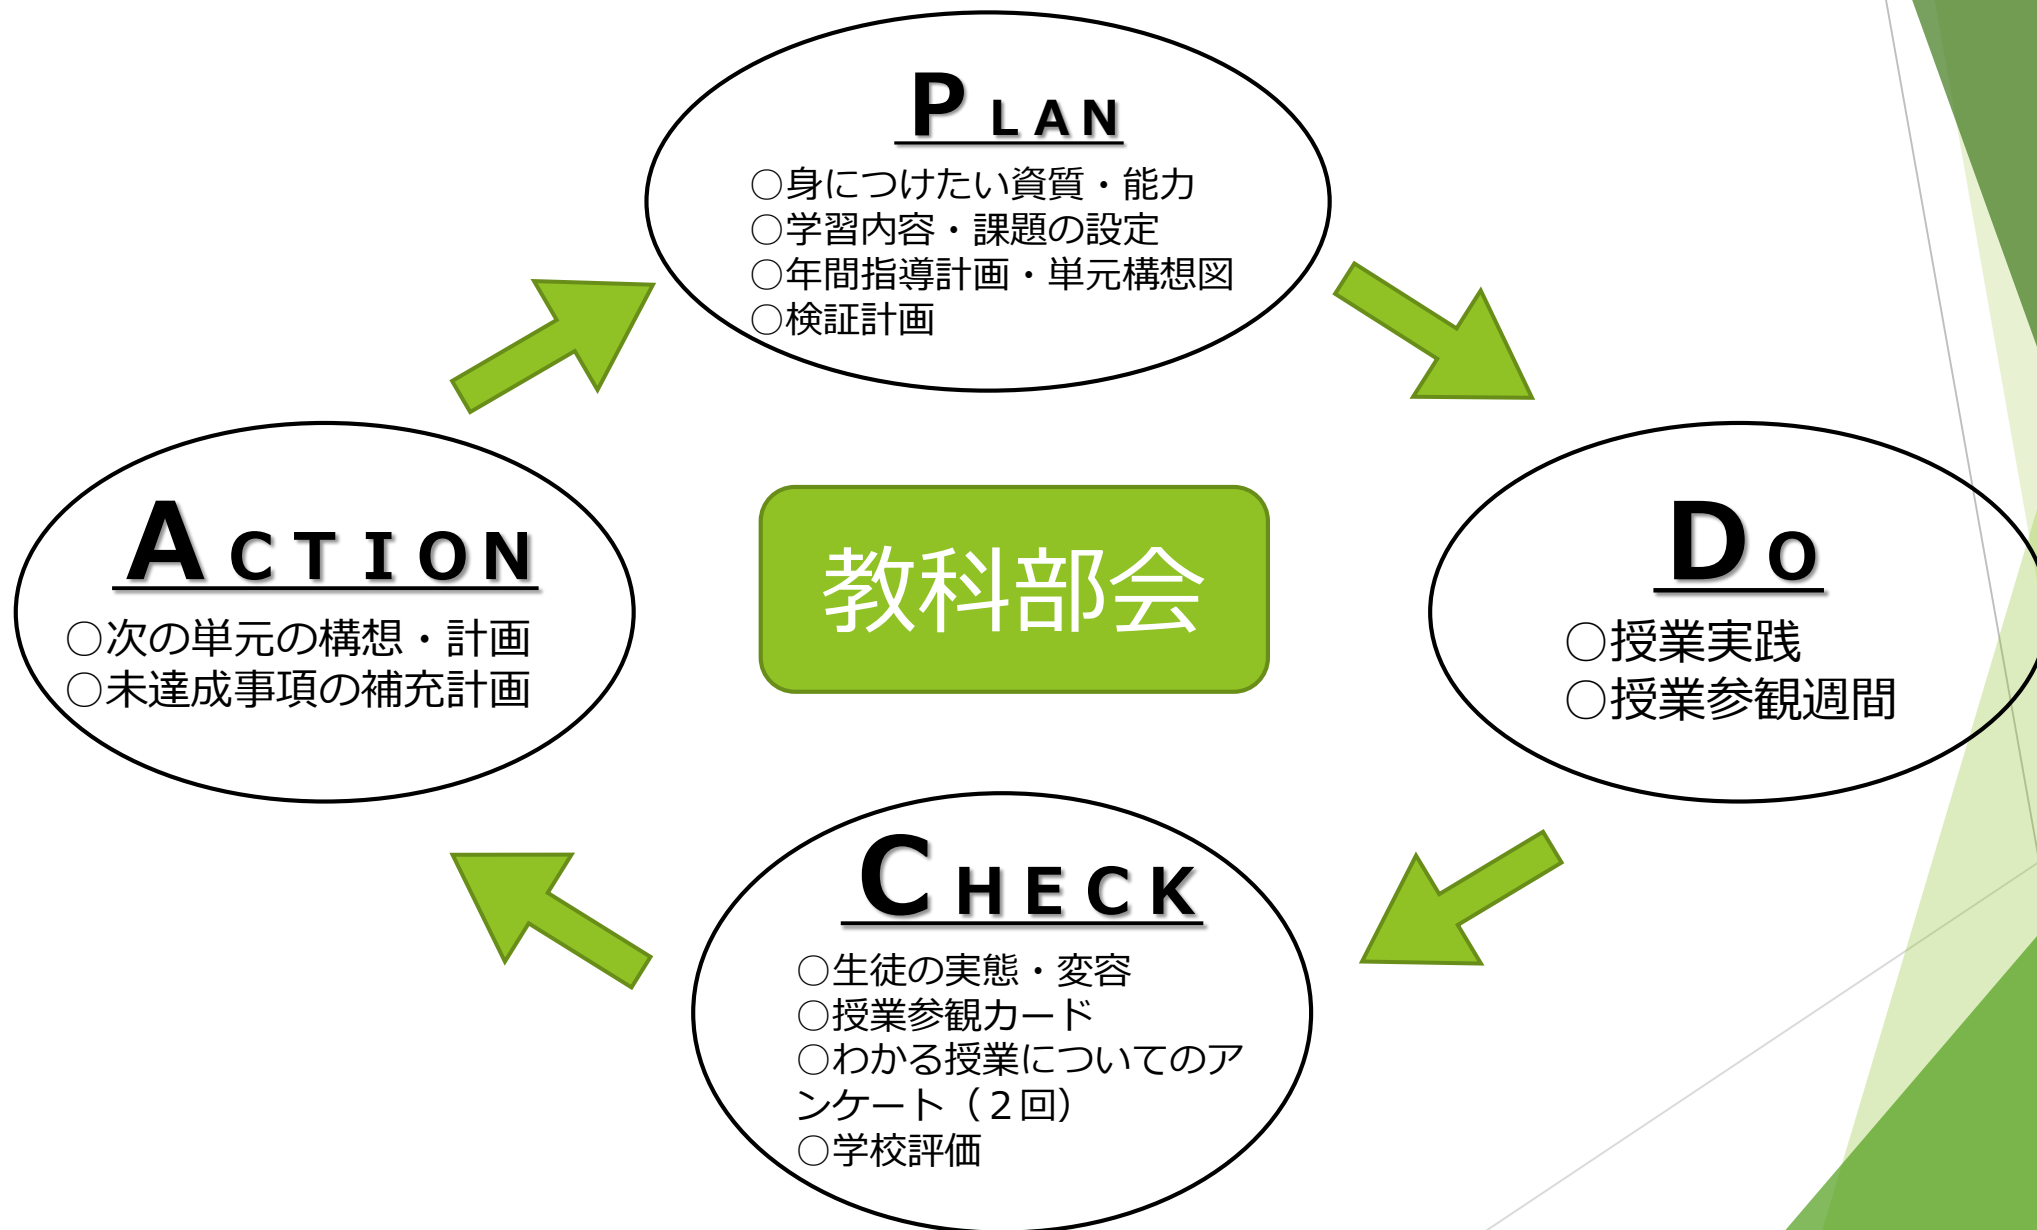 PLAN
○身につけたい資質・能力
○学習内容・課題の設定
○年間指導計画・単元構想図
○検証計画
ACTION
○次の単元の構想・計画
○未達成事項の補充計画
教科部会
DO
○授業実践
○授業参観週間
CHECK
○生徒の実態・変容
○授業参観カード
○わかる授業についてのア
ンケート（２回）
○学校評価